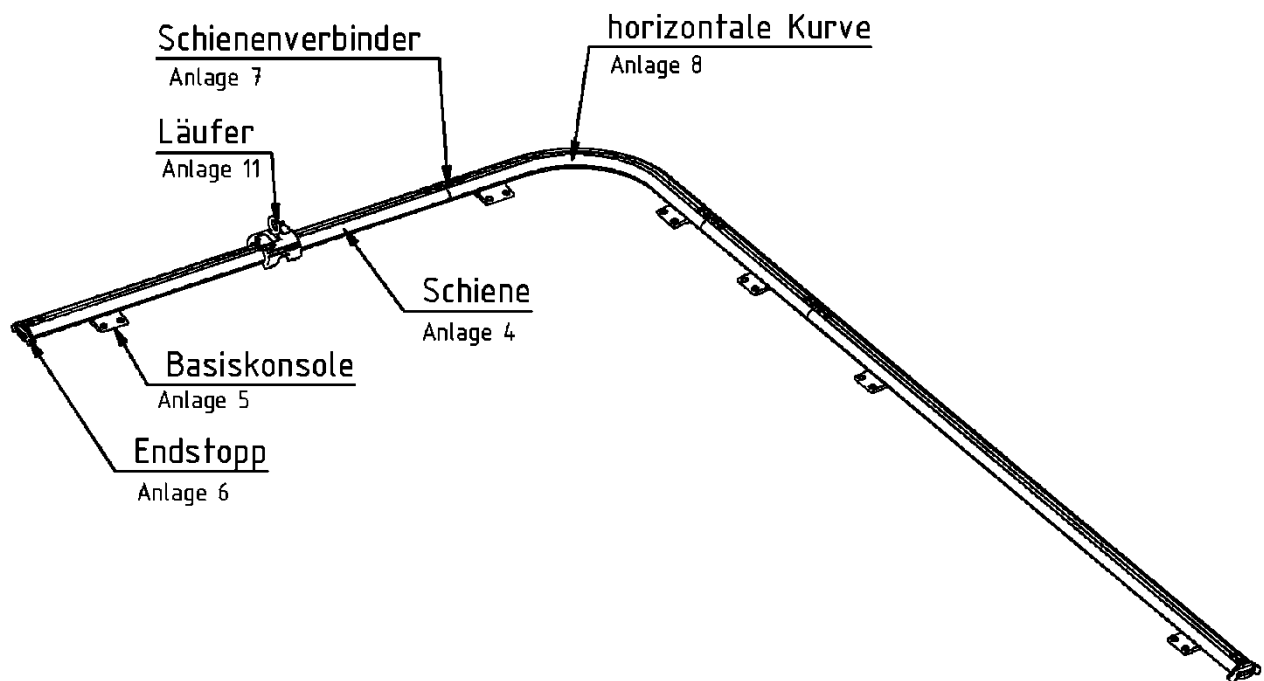 Schienenverbinder
Anlage 7
horizontale Kurve
Anlage 8
Läufer
Anlage 11
Schiene
Anlage 4
Basiskonsole
Anlage 5
Endstopp
Anlage 6